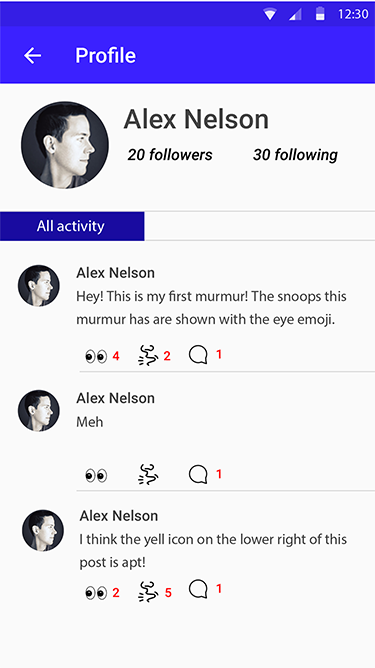 12:30
Profile
Alex Nelson
20 followers 30 following
All activity
Alex Nelson
Hey! This is my first murmur! The snoops this
murmur has are shown with the eye emoji.
4 2 1
Alex Nelson
Meh
1
Alex Nelson
I think the yell icon on the lower right of this
post is apt!
2 5 1